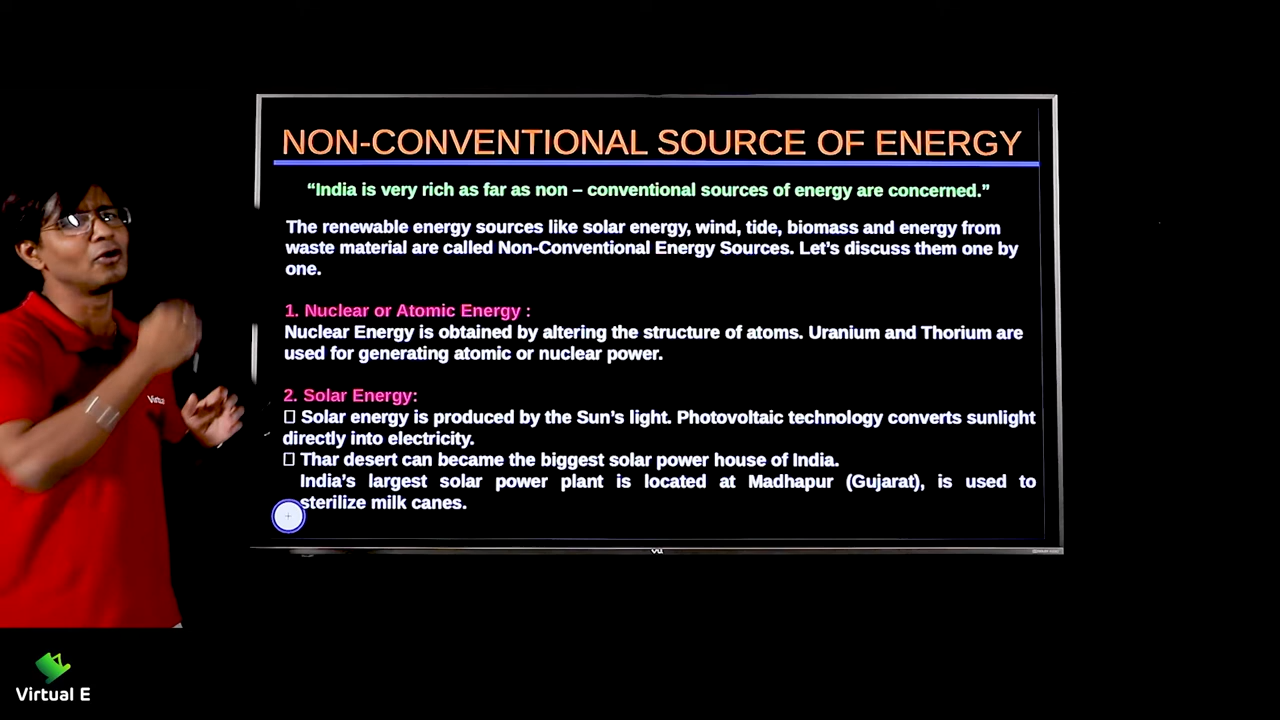 NON-CONVENTIONAL SOURCE OF ENERGY
“India is very rich as far as non – conventional sources of energy are concerned.”
The renewable energy sources like solar energy, wind, tide, biomass and energy from
waste material are called Non-Conventional Energy Sources. Let’s discuss them one by
one.
1. Nuclear or Atomic Energy :
Nuclear Energy is obtained by altering the structure of atoms. Uranium and Thorium are
used for generating atomic or nuclear power.
2. Solar Energy:
Solar energy is produced by the Sun’s light. Photovoltaic technology converts sunlight
directly into electricity.
Thar desert can became the biggest solar power house of India.
India’s largest solar power plant is located at Madhapur (Gujarat), is used to
sterilize milk canes.
Virtual E